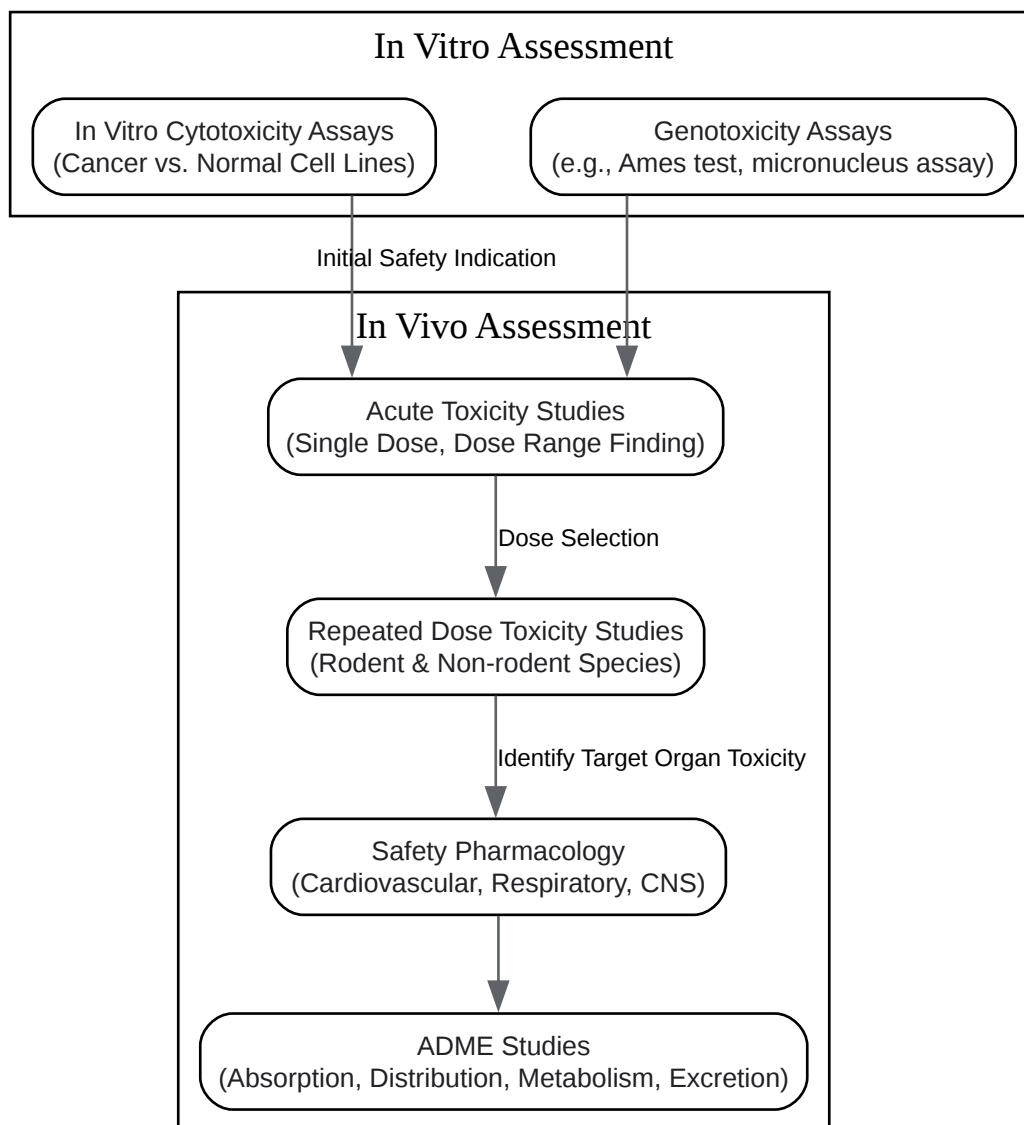 In Vitro Assessment
In Vitro Cytotoxicity Assays
(Cancer vs. Normal Cell Lines)
Genotoxicity Assays
(e.g., Ames test, micronucleus assay)
Initial Safety Indication
In Vivo Assessment
Acute Toxicity Studies
(Single Dose, Dose Range Finding)
Dose Selection
Repeated Dose Toxicity Studies
(Rodent & Non-rodent Species)
Identify Target Organ Toxicity
Safety Pharmacology
(Cardiovascular, Respiratory, CNS)
ADME Studies
(Absorption, Distribution, Metabolism, Excretion)